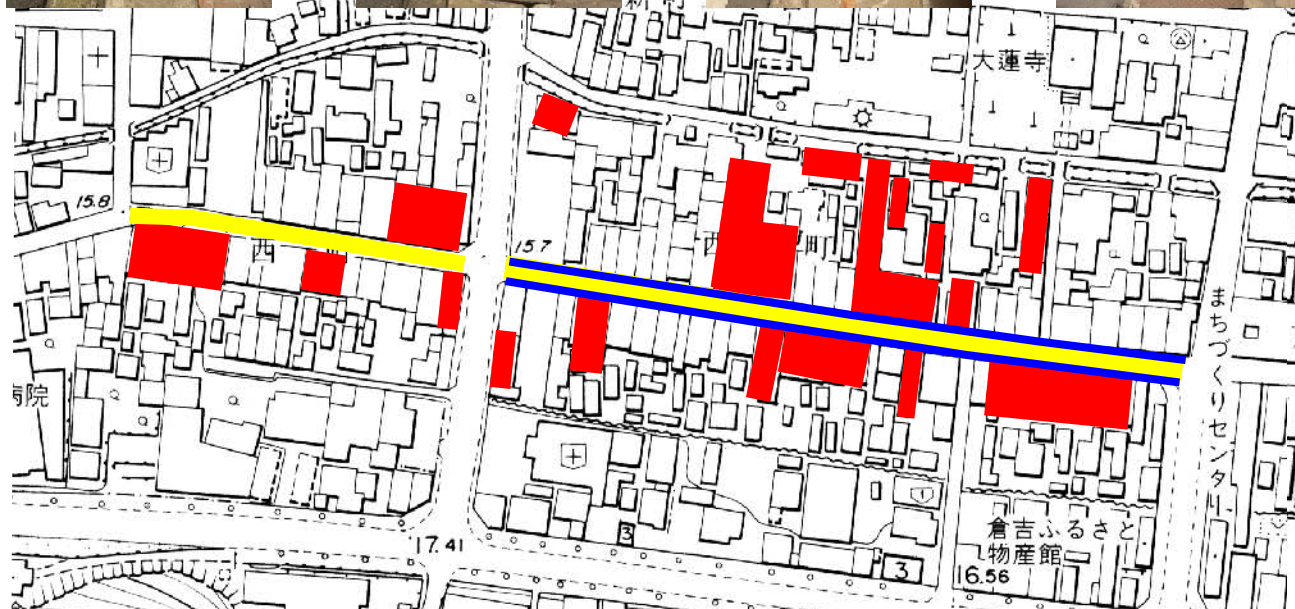 大蓮寺
15.8
西 町
15.7
西 町
まちづくりセンター
病院
3
17.41
倉吉ふるさと
物産館
3
16.56